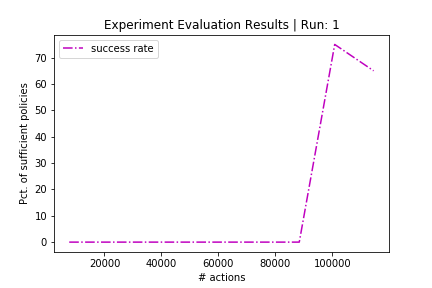 Experiment Evaluation Results | Run: 1
success rate
Pct. of sufficient policies
70
60
50
40
30
20
10
0
20000 40000 60000 80000 100000
# actions